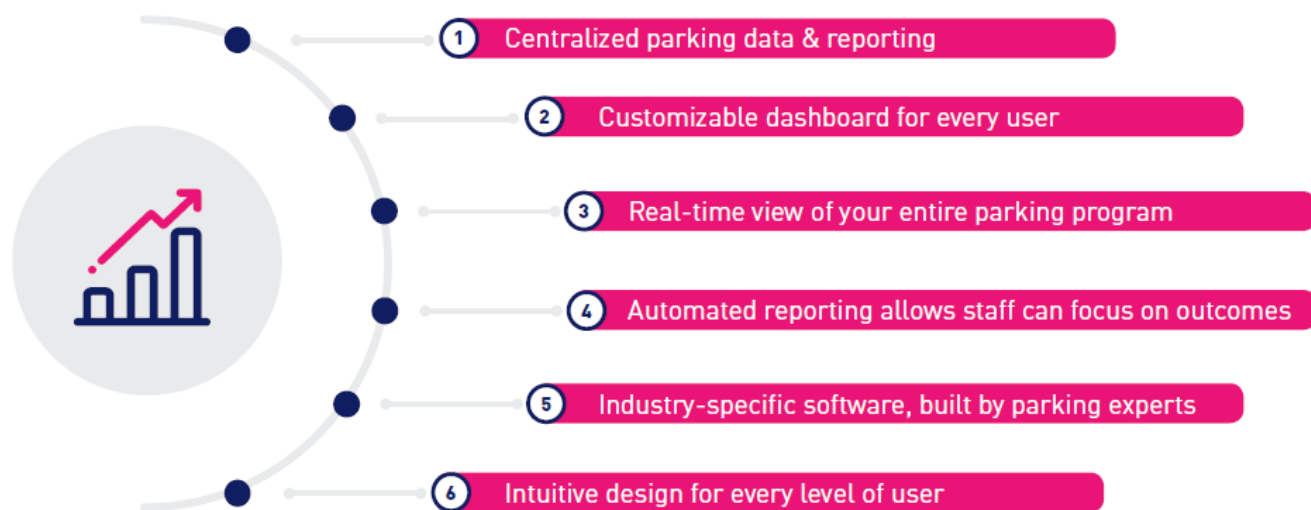 1 Centralized parking data & reporting
2 Customizable dashboard for every user
3 Real-time view of your entire parking program
4 Automated reporting allows staff can focus on outcomes
5 Industry-specific software, built by parking experts
6 Intuitive design for every level of user